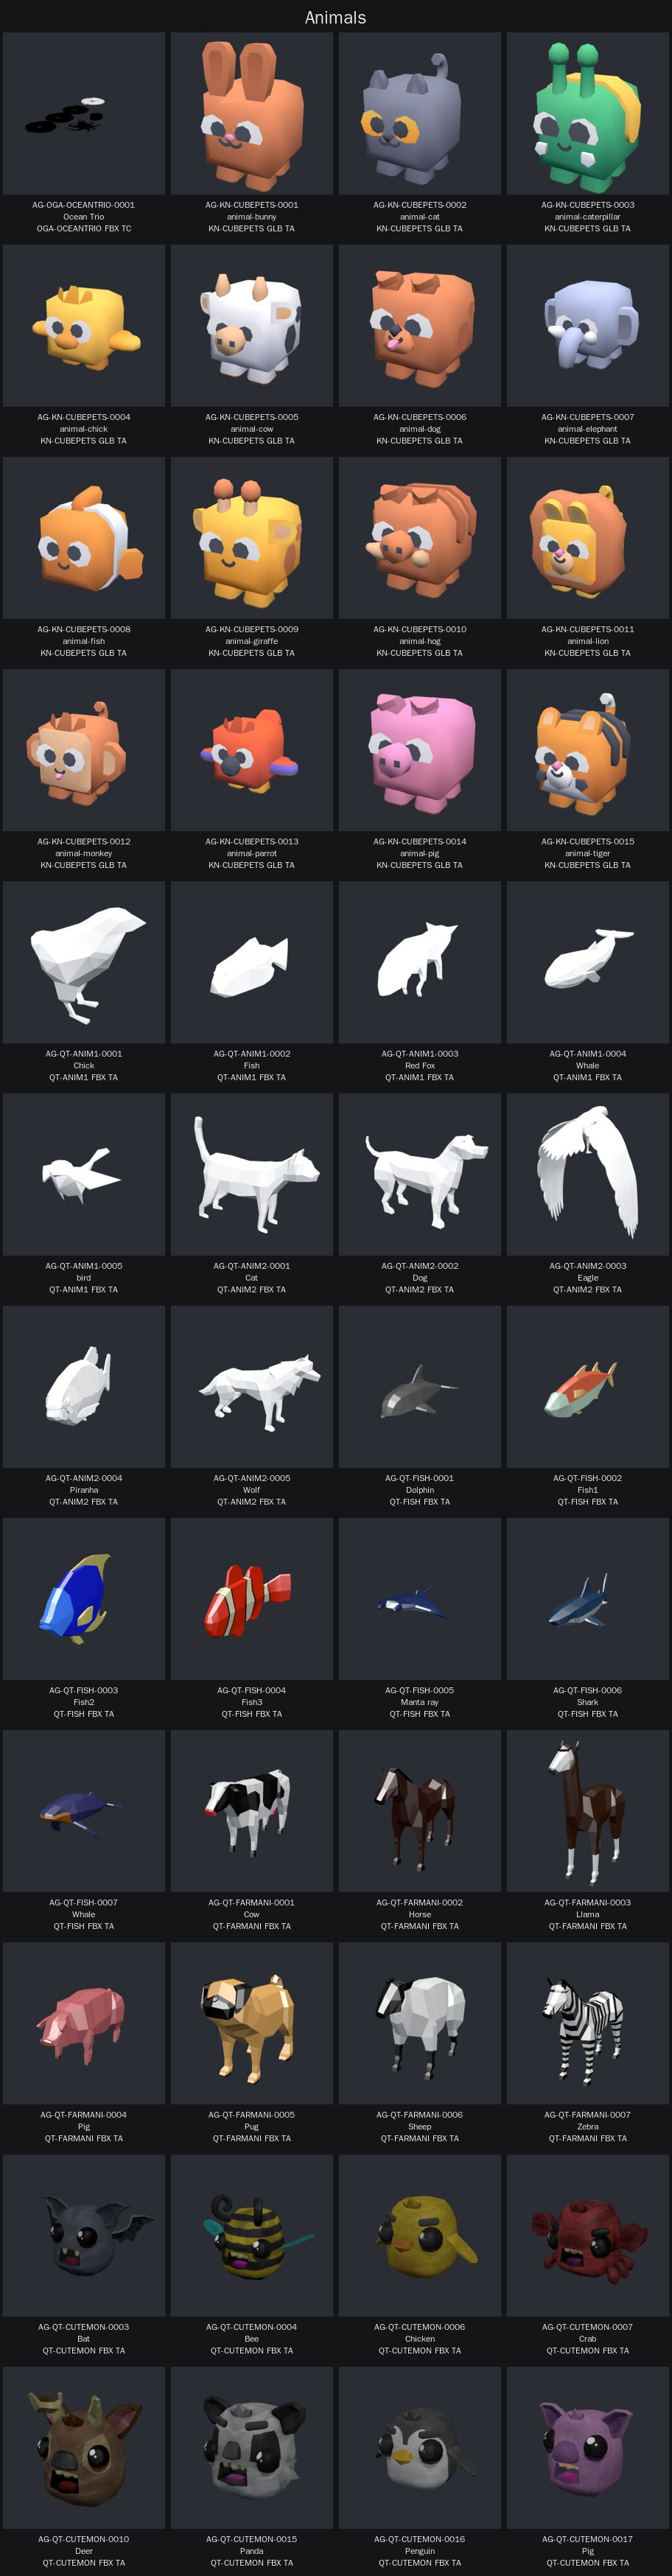 Animals
AG-OGA-OCEANTRIO-0001 AG-KN-CUBEPETS-0001 AG-KN-CUBEPETS-0002 AG-KN-CUBEPETS-0003
Ocean Trio animal-bunny animal-cat animal-caterpillar
OGA-OCEANTRIO FBX TC KN-CUBEPETS GLB TA KN-CUBEPETS GLB TA KN-CUBEPETS GLB TA
AG-KN-CUBEPETS-0004 AG-KN-CUBEPETS-0005 AG-KN-CUBEPETS-0006 AG-KN-CUBEPETS-0007
animal-chick animal-cow animal-dog animal-elephant
KN-CUBEPETS GLB TA KN-CUBEPETS GLB TA KN-CUBEPETS GLB TA KN-CUBEPETS GLB TA
AG-KN-CUBEPETS-0008 AG-KN-CUBEPETS-0009 AG-KN-CUBEPETS-0010 AG-KN-CUBEPETS-0011
animal-fish animal-giraffe animal-hog animal-lion
KN-CUBEPETS GLB TA KN-CUBEPETS GLB TA KN-CUBEPETS GLB TA KN-CUBEPETS GLB TA
AG-KN-CUBEPETS-0012 AG-KN-CUBEPETS-0013 AG-KN-CUBEPETS-0014 AG-KN-CUBEPETS-0015
animal-monkey animal-parrot animal-pig animal-tiger
KN-CUBEPETS GLB TA KN-CUBEPETS GLB TA KN-CUBEPETS GLB TA KN-CUBEPETS GLB TA
AG-QT-ANIM1-0001 AG-QT-ANIM1-0002 AG-QT-ANIM1-0003 AG-QT-ANIM1-0004
Chick Fish Red Fox Whale
QT-ANIM1 FBX TA QT-ANIM1 FBX TA QT-ANIM1 FBX TA QT-ANIM1 FBX TA
AG-QT-ANIM1-0005 AG-QT-ANIM2-0001 AG-QT-ANIM2-0002 AG-QT-ANIM2-0003
bird Cat Dog Eagle
QT-ANIM1 FBX TA QT-ANIM2 FBX TA QT-ANIM2 FBX TA QT-ANIM2 FBX TA
AG-QT-ANIM2-0004 AG-QT-ANIM2-0005 AG-QT-FISH-0001 AG-QT-FISH-0002
Piranha Wolf Dolphin Fish1
QT-ANIM2 FBX TA QT-ANIM2 FBX TA QT-FISH FBX TA QT-FISH FBX TA
AG-QT-FISH-0003 AG-QT-FISH-0004 AG-QT-FISH-0005 AG-QT-FISH-0006
Fish2 Fish3 Manta ray Shark
QT-FISH FBX TA QT-FISH FBX TA QT-FISH FBX TA QT-FISH FBX TA
AG-QT-FISH-0007 AG-QT-FARMANI-0001 AG-QT-FARMANI-0002 AG-QT-FARMANI-0003
Whale Cow Horse Llama
QT-FISH FBX TA QT-FARMANI FBX TA QT-FARMANI FBX TA QT-FARMANI FBX TA
AG-QT-FARMANI-0004 AG-QT-FARMANI-0005 AG-QT-FARMANI-0006 AG-QT-FARMANI-0007
Pig Pug Sheep Zebra
QT-FARMANI FBX TA QT-FARMANI FBX TA QT-FARMANI FBX TA QT-FARMANI FBX TA
AG-QT-CUTEMON-0003 AG-QT-CUTEMON-0004 AG-QT-CUTEMON-0006 AG-QT-CUTEMON-0007
Bat Bee Chicken Crab
QT-CUTEMON FBX TA QT-CUTEMON FBX TA QT-CUTEMON FBX TA QT-CUTEMON FBX TA
AG-QT-CUTEMON-0010 AG-QT-CUTEMON-0015 AG-QT-CUTEMON-0016 AG-QT-CUTEMON-0017
Deer Panda Penguin Pig
QT-CUTEMON FBX TA QT-CUTEMON FBX TA QT-CUTEMON FBX TA QT-CUTEMON FBX TA